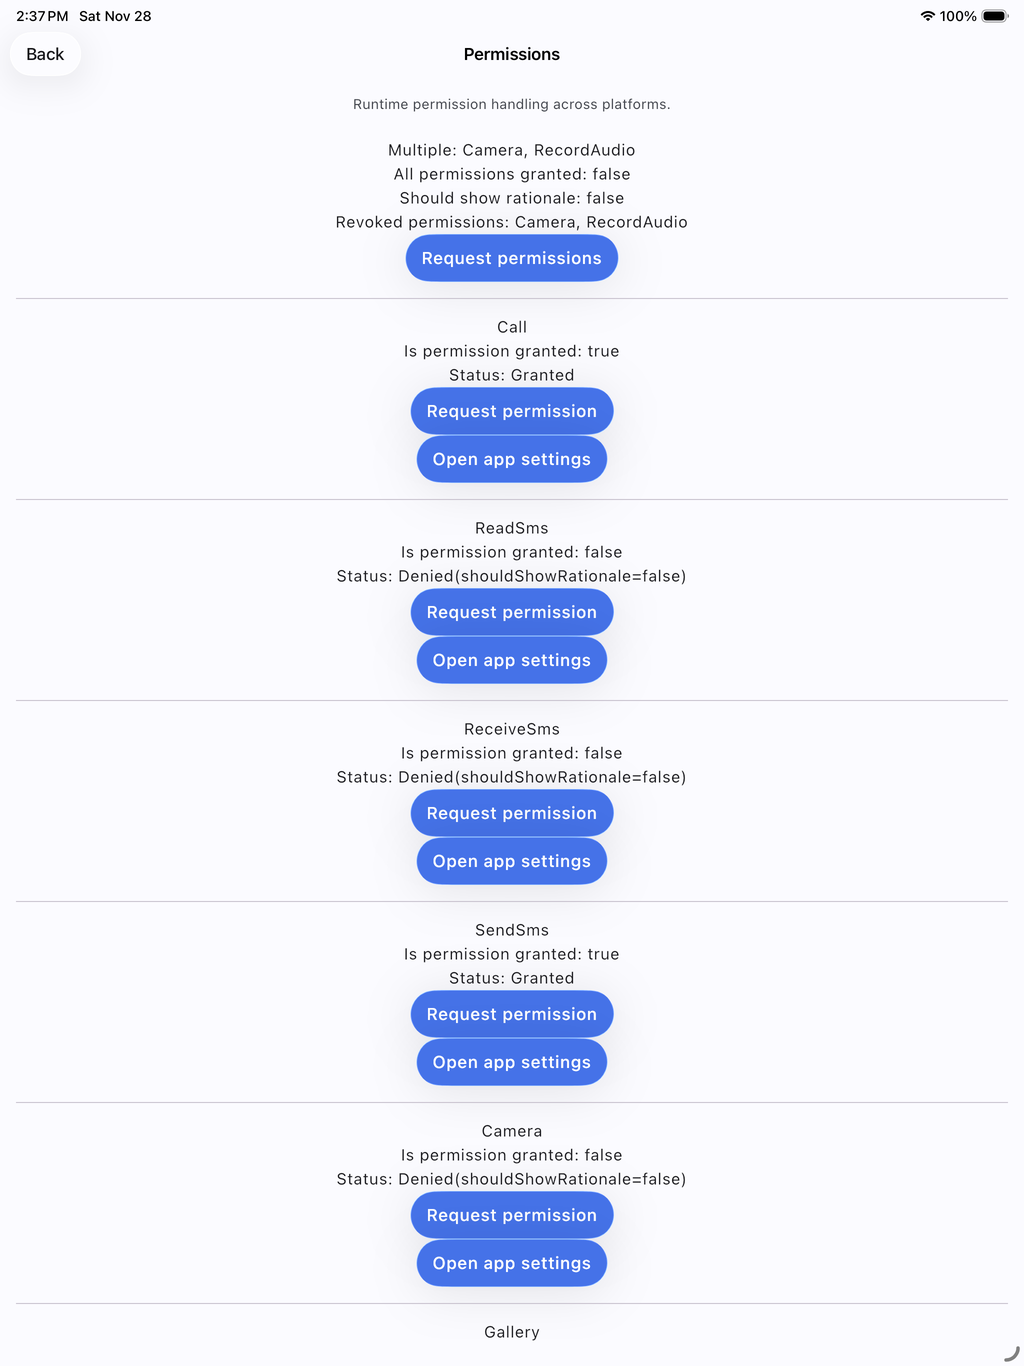 2:37 PM Sat Nov 28 100%
Back Permissions
Runtime permission handling across platforms.
Multiple: Camera, RecordAudio
All permissions granted: false
Should show rationale: false
Revoked permissions: Camera, RecordAudio
Request permissions
Call
Is permission granted: true
Status: Granted
Request permission
Open app settings
ReadSms
Is permission granted: false
Status: Denied(shouldShowRationale=false)
Request permission
Open app settings
ReceiveSms
Is permission granted: false
Status: Denied(shouldShowRationale=false)
Request permission
Open app settings
SendSms
Is permission granted: true
Status: Granted
Request permission
Open app settings
Camera
Is permission granted: false
Status: Denied(shouldShowRationale=false)
Request permission
Open app settings
Gallery